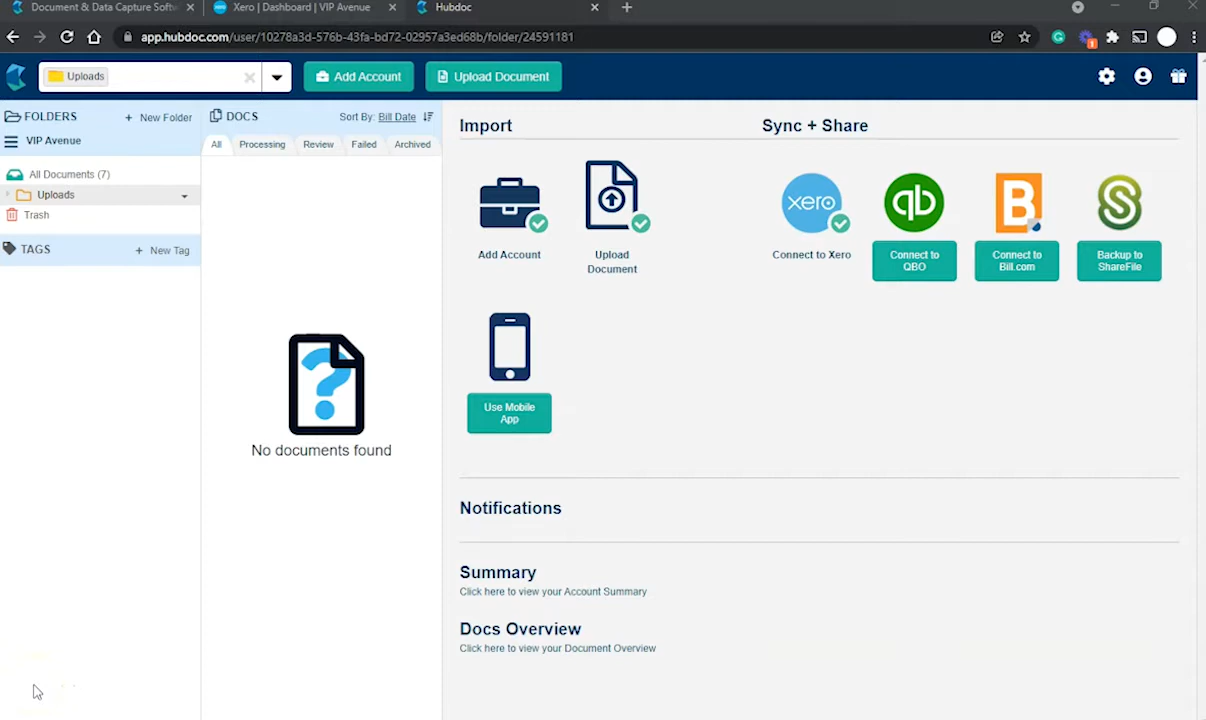 Document & Data Capture Softw
Xero | Dashboard | VIP Avenue
Hubdoc
app.hubdoc.com/user/10278a3d-576b-43fa-bd72-02957a3ed68b/folder/24591181
1
Uploads
Add Account
Upload Document
FOLDERS
+ New Folder
VIP Avenue
All Documents (7)
Uploads
Trash
TAGS
+ New Tag
DOCS
Sort By: Bill Date
All
Processing
Review
Failed
Archived
No documents found
Import
Sync + Share
Add Account
Upload
Document
xero
Connect to Xero
qb
Connect to
QBO
B
Connect to
Bill.com
S
Backup to
ShareFile
Use Mobile
App
Notifications
Summary
Click here to view your Account Summary
Docs Overview
Click here to view your Document Overview